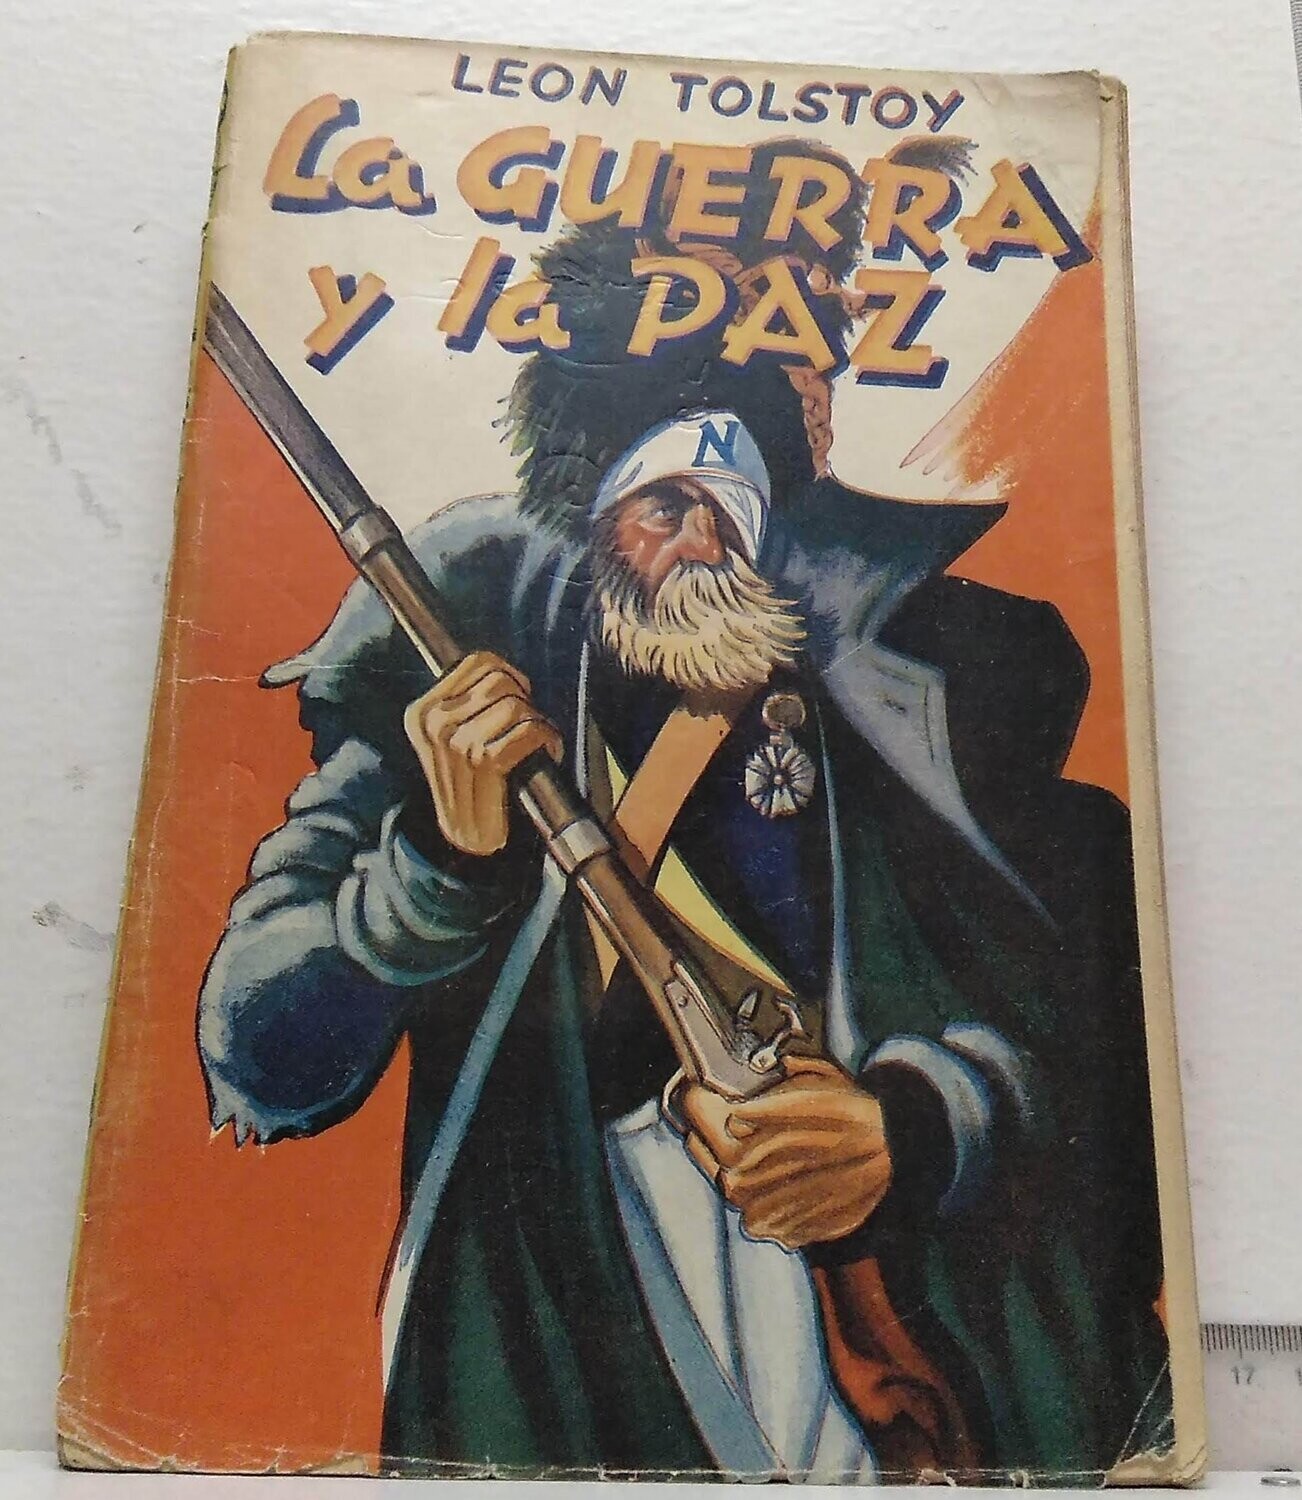 LEON TOLSTOY
La GUERRA
y la PAZ
N
17